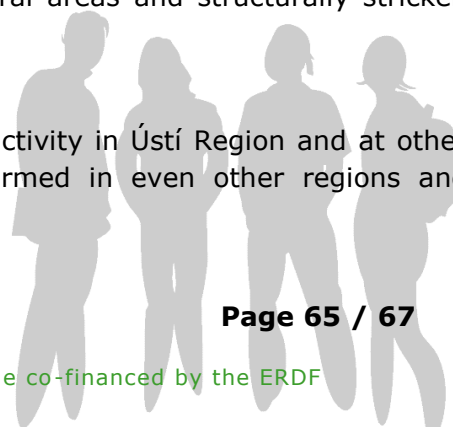 ral areas and structurally stricke
ctivity in Ústí Region and at othe
rmed in even other regions an
Page 65 / 67
e co-financed by the ERDF